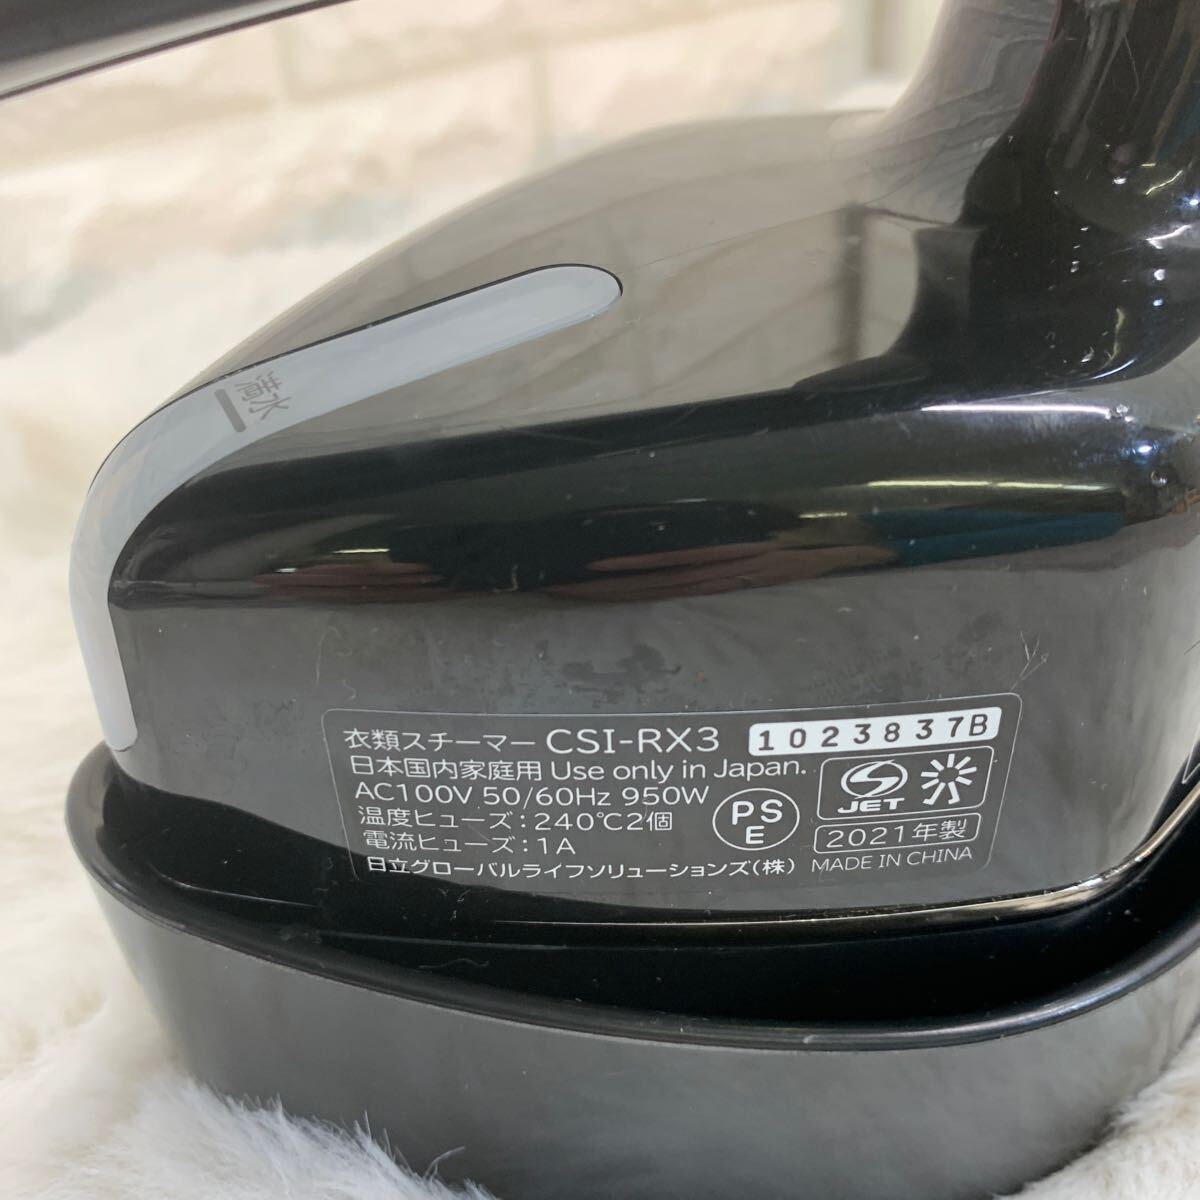 満水
衣類スチーマー CSI-RX3 1023837B
日本国内家庭用 Use only in Japan.
AC100V 50/60Hz 950W
温度ヒューズ:240℃2個
電流ヒューズ:1A
日立グローバルライフソリューションズ(株)
PS
E
JET
2021年製
MADE IN CHINA